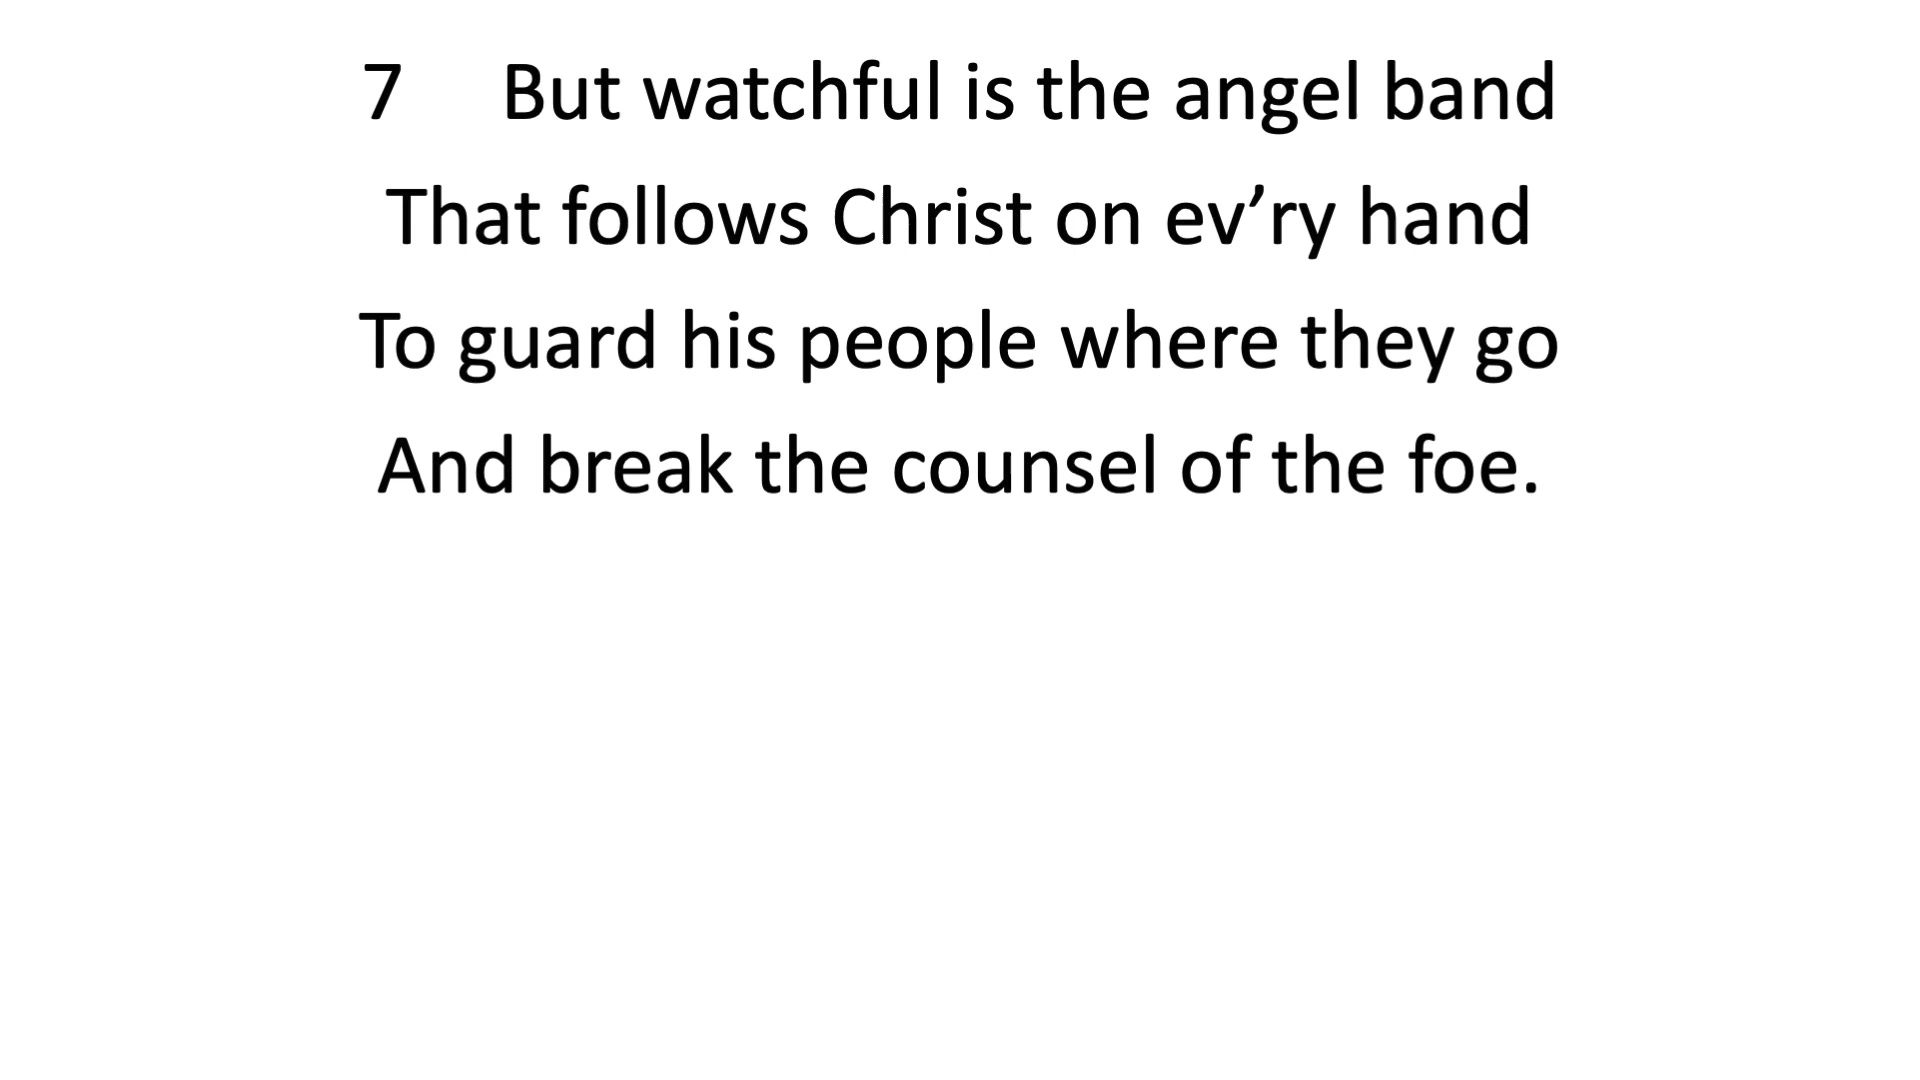 7 But watchful is the angel band
That follows Christ on ev’ry hand
To guard his people where they go
And break the counsel of the foe.